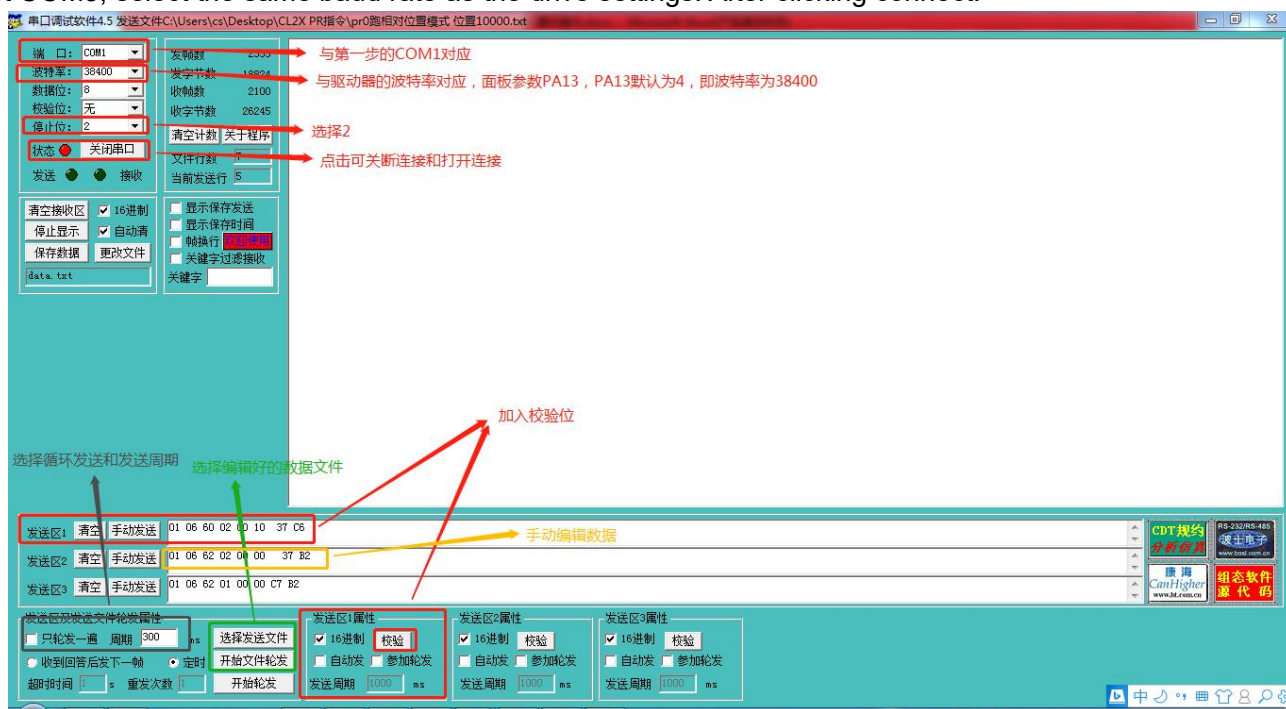 串口调试软件4.5 发送文件C:\Users\cs\Desktop\CL2X PR指令\pr0跑相对位置模式 位置10000.txt
端 口: COM1
发帧数 2353
与第一步的COM1对应
波特率: 38400
发字节数 18824
与驱动器的波特率对应，面板参数PA13，PA13默认为4，即波特率为38400
数据位: 8
收帧数 2100
校验位: 无
收字节数 26245
停止位: 2
清空计数 关于程序
选择2
状态 关闭串口
文件行数 7
点击可关断连接和打开连接
发送 接收
当前发送行 5
清空接收区 16进制
显示保存发送
停止显示 自动清
显示保存时间
保存数据 更改文件
帧换行 欢迎使用
关键字过滤接收
data.txt
关键字
加入校验位
选择循环发送和发送周期
选择编辑好的数据文件
发送区1 清空 手动发送 01 06 60 02 00 10 37 C6
手动编辑数据
发送区2 清空 手动发送 01 06 62 02 00 00 37 B2
发送区3 清空 手动发送 01 06 62 01 00 00 C7 B2
CDT规约 分析仿真
RS-232/RS-485 波士电子 www.bosi.com.cn
康海 CanHigher www.ht.com.cn
组态软件 源代码
发送区及发送文件轮发属性
只轮发一遍 周期 300 ms
选择发送文件
收到回答后发下一帧 定时
开始文件轮发
超时时间 1 s 重发次数 1
开始轮发
发送区1属性
16进制 校验
自动发 参加轮发
发送周期 1000 ms
发送区2属性
16进制 校验
自动发 参加轮发
发送周期 1000 ms
发送区3属性
16进制 校验
自动发 参加轮发
发送周期 1000 ms
中